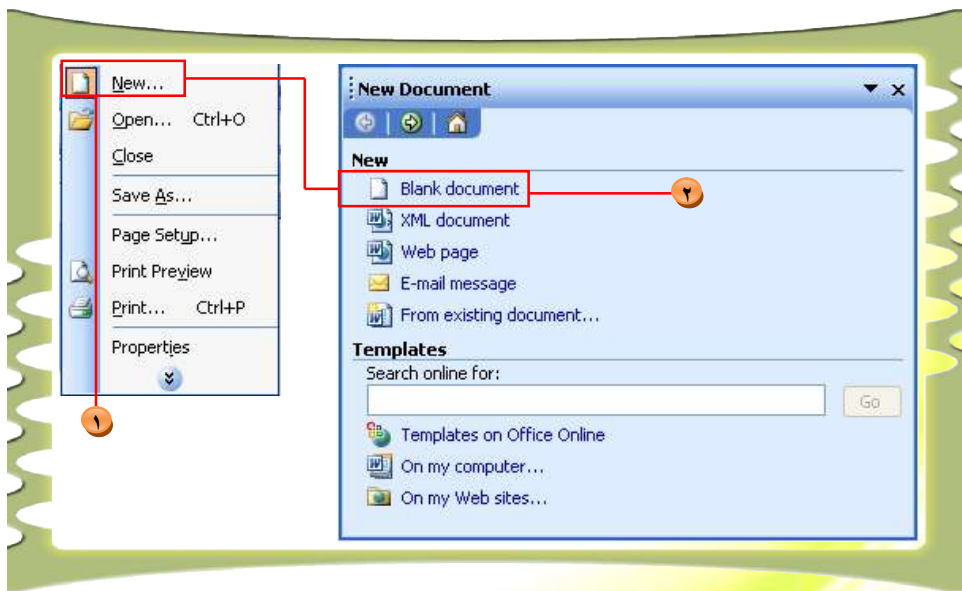 New...
Open... Ctrl+O
Close
Save As...
Page Setup...
Print Preview
Print... Ctrl+P
Properties
١
New Document
New
Blank document
٢
XML document
Web page
E-mail message
From existing document...
Templates
Search online for:
Go
Templates on Office Online
On my computer...
On my Web sites...